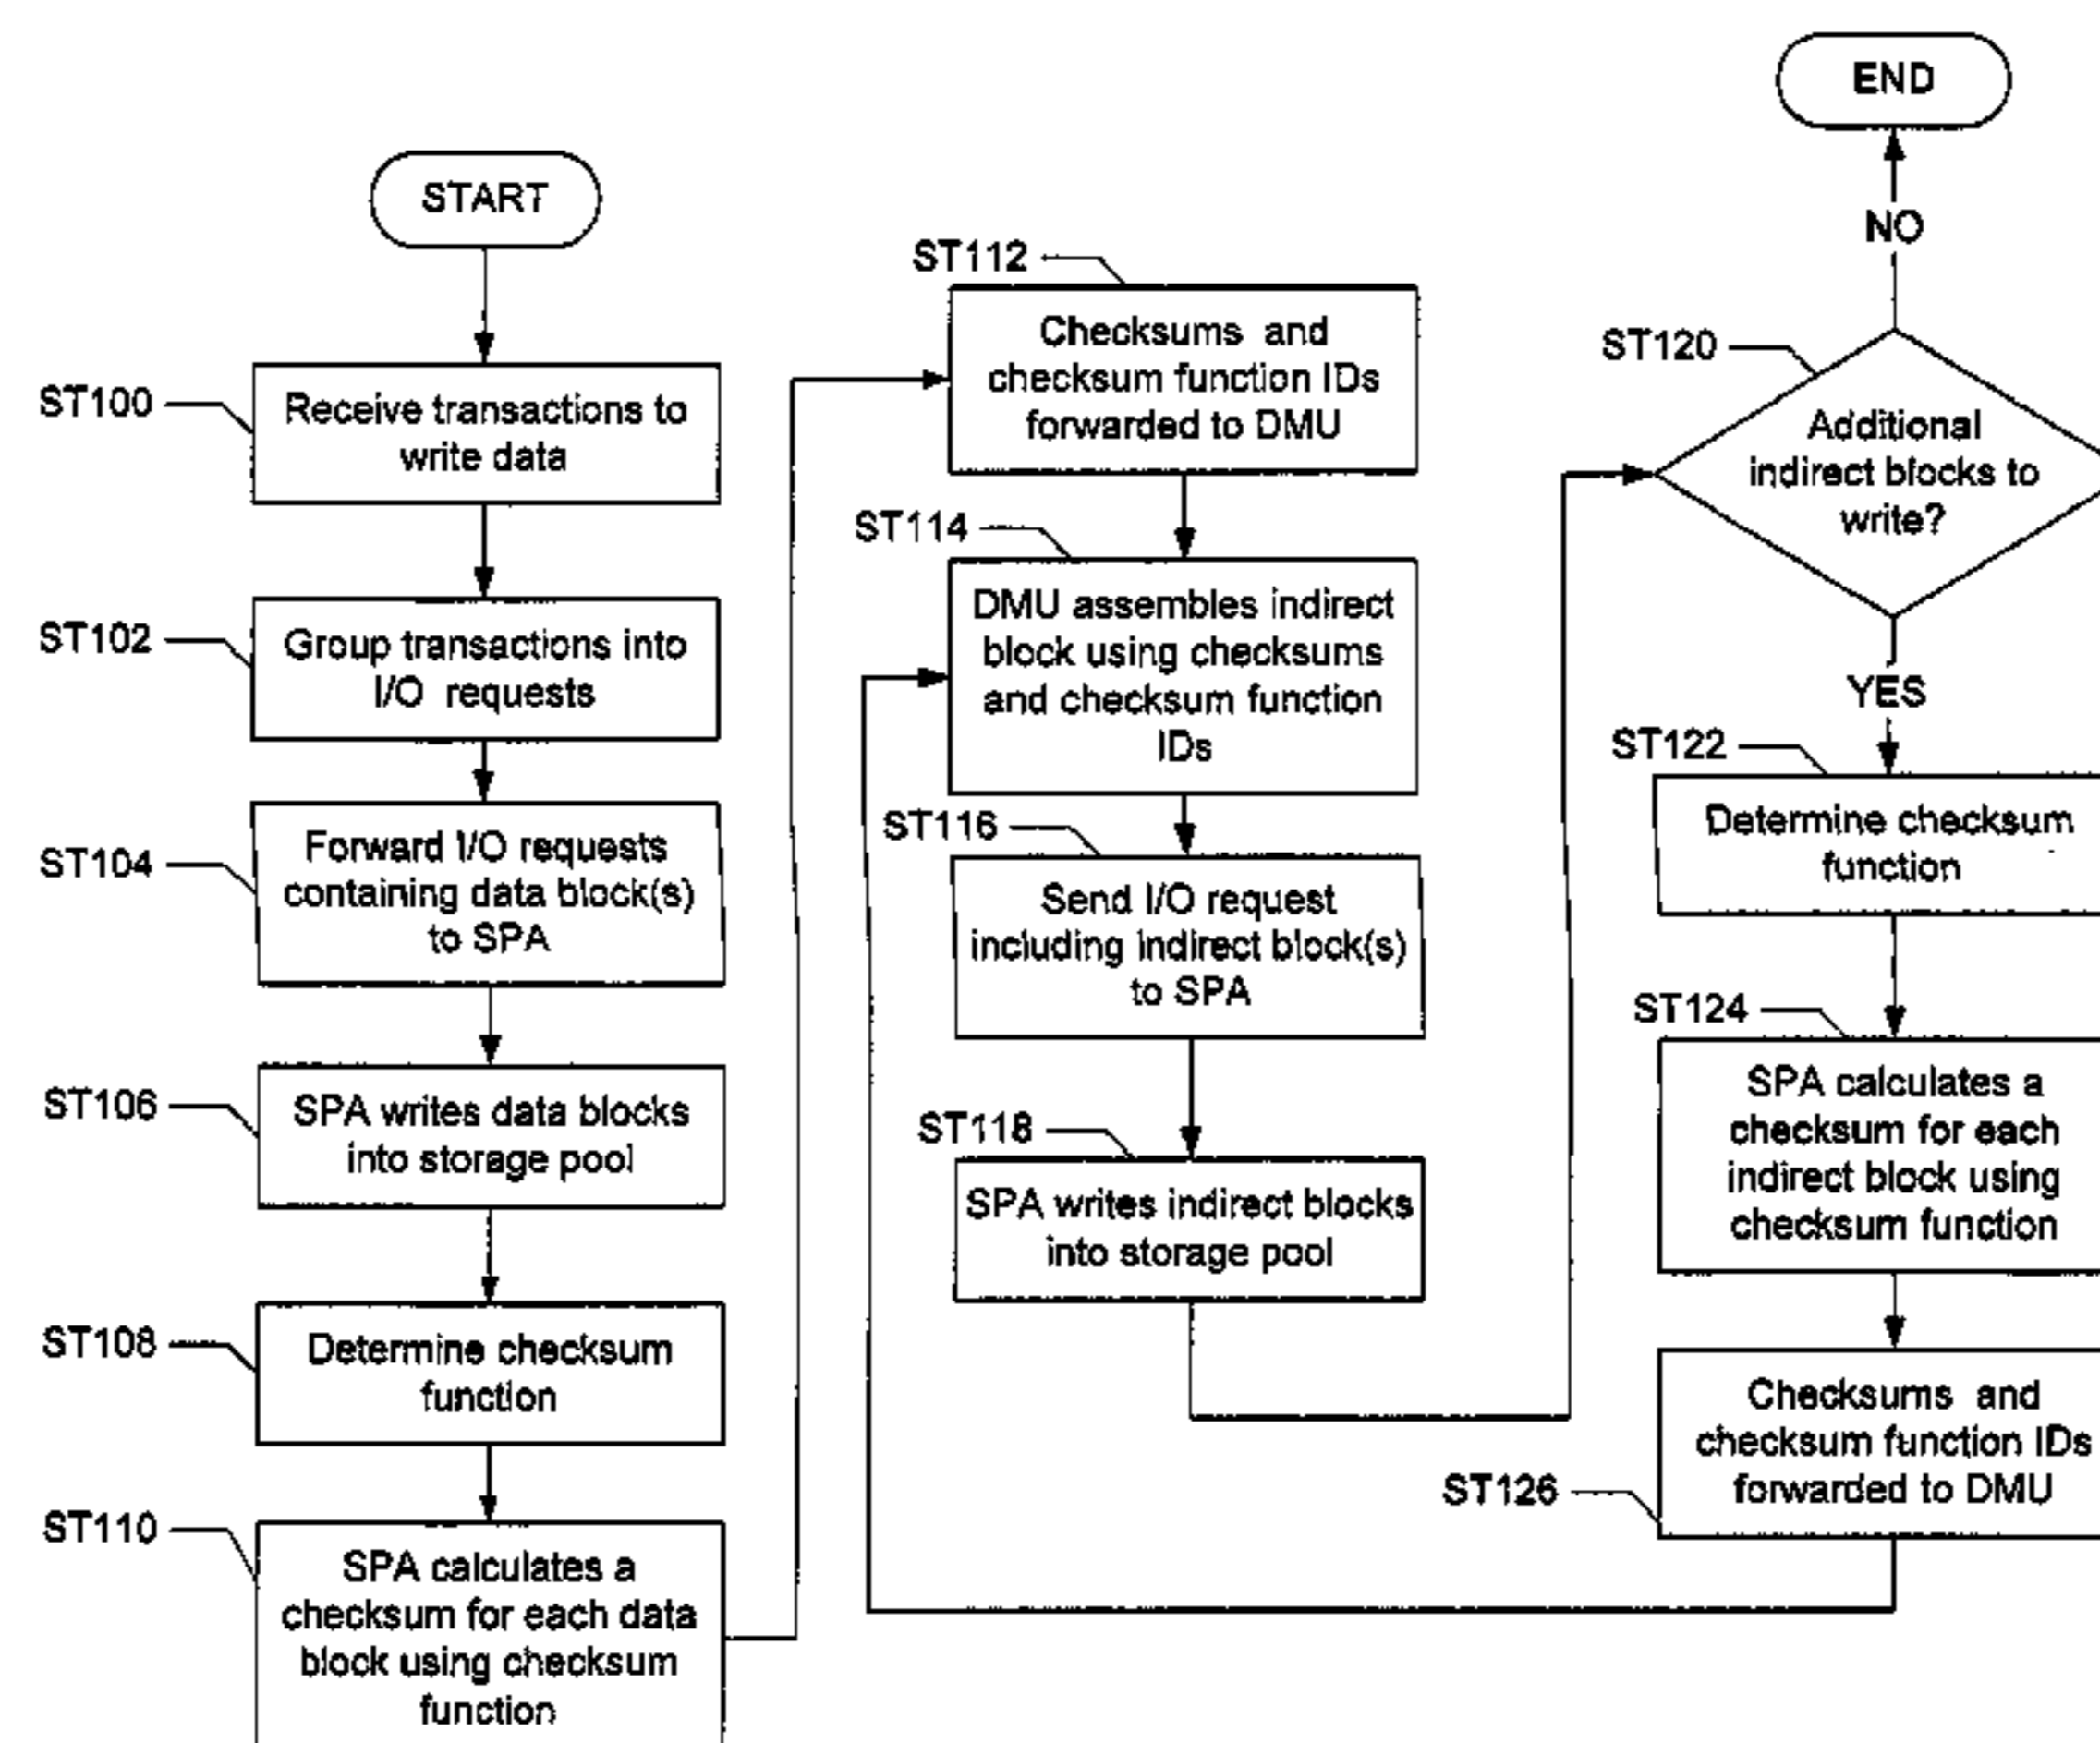 START
ST100
Receive transactions to
write data
ST102
Group transactions into
I/O requests
ST104
Forward I/O requests
containing data block(s)
to SPA
ST106
SPA writes data blocks
into storage pool
ST108
Determine checksum
function
ST110
SPA calculates a
checksum for each data
block using checksum
function
ST112
Checksums and
checksum function IDs
forwarded to DMU
ST114
DMU assembles indirect
block using checksums
and checksum function
IDs
ST116
Send I/O request
including indirect block(s)
to SPA
ST118
SPA writes indirect blocks
into storage pool
END
NO
ST120
Additional
indirect blocks to
write?
YES
ST122
Determine checksum
function
ST124
SPA calculates a
checksum for each
indirect block using
checksum function
ST126
Checksums and
checksum function IDs
forwarded to DMU